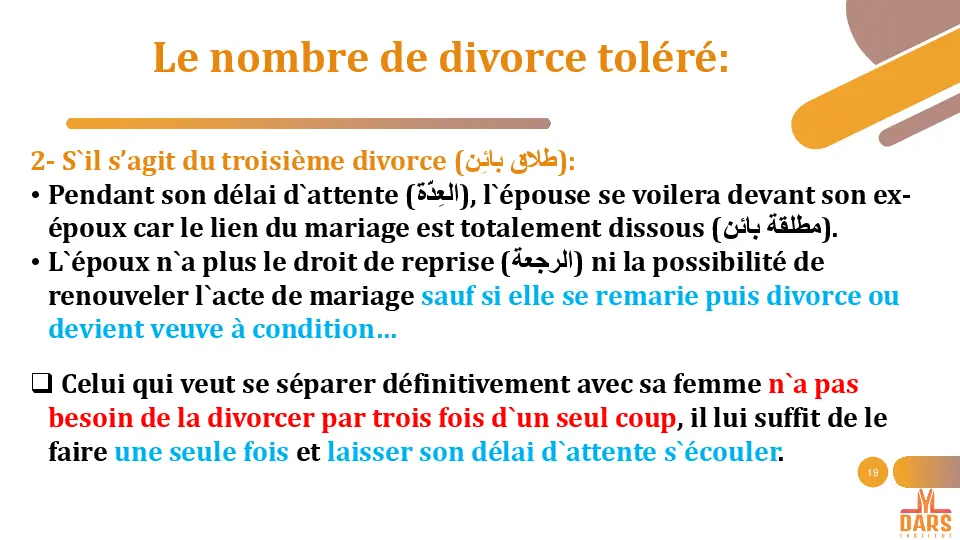 Le nombre de divorce toléré:
2- S`il s’agit du troisième divorce (طلاق بائِن):
• Pendant son délai d`attente (العِدّة), l`épouse se voilera devant son ex-
époux car le lien du mariage est totalement dissous (مطلقة بائن).
• L`époux n`a plus le droit de reprise (الرجعة) ni la possibilité de
renouveler l`acte de mariage sauf si elle se remarie puis divorce ou
devient veuve à condition…
❑ Celui qui veut se séparer définitivement avec sa femme n`a pas
besoin de la divorcer par trois fois d`un seul coup, il lui suffit de le
faire une seule fois et laisser son délai d`attente s`écouler.
19
DARS
INSTITUT